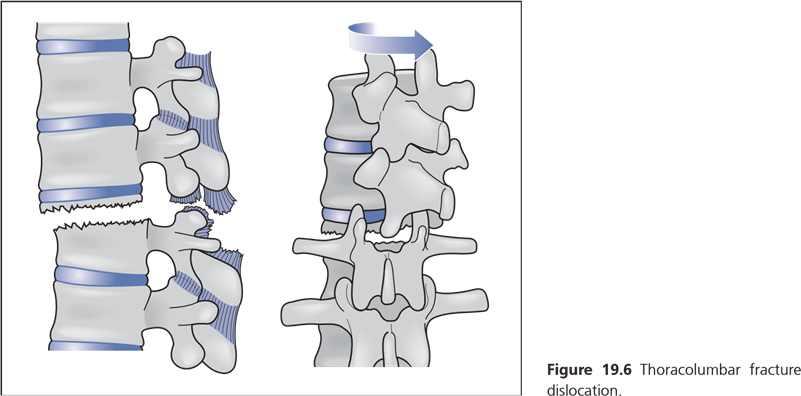 Figure 19.6 Thoracolumbar fracture
dislocation.